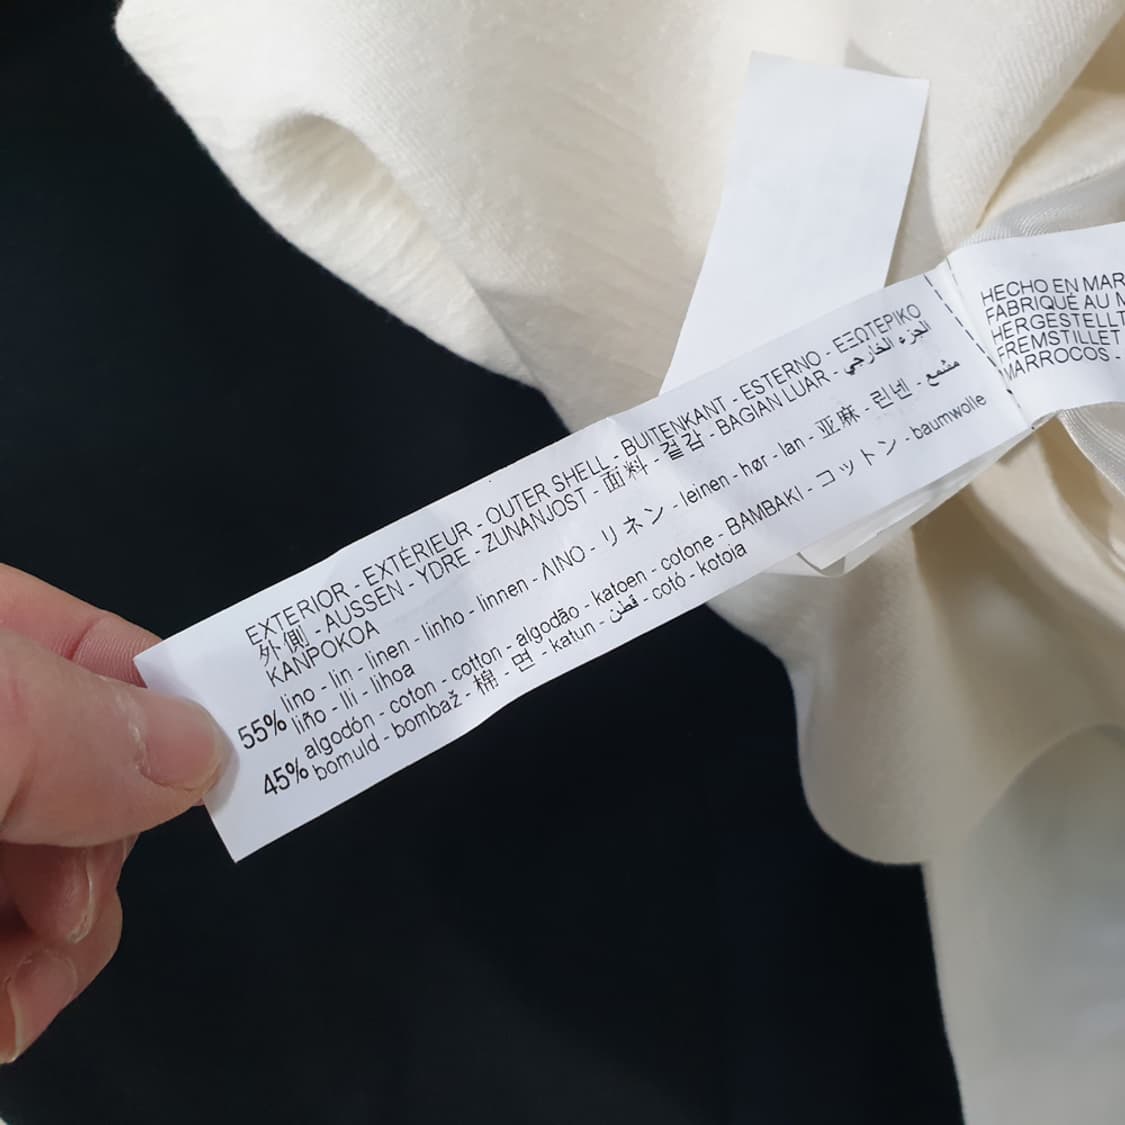 EXTERIOR - EXTÉRIEUR - OUTER SHELL - BUITENKANT - ESTERNO - ΕΞΩΤΕΡΙΚΟ
外側 - AUSSEN - YDRE - ZUNANJOST - 面料 - 겉감 - BAGIAN LUAR - الجزء الخارجي
KANPOKOA
55% lino - lin - linen - linho - linnen - ΛΙΝΟ - リネン - leinen - hør - lan - 亚麻 - 린넨 - مشمع
liño - lli - lihoa
45% algodón - coton - cotton - algodão - katoen - cotone - BAMBAKI - コットン - baumwolle
bomuld - bombaž - 棉 - 면 - katun - قطن - cotó - kotoia
HECHO EN MAR
FABRIQUÉ AU M
HERGESTELLT
FREMSTILLET
MARROCOS -